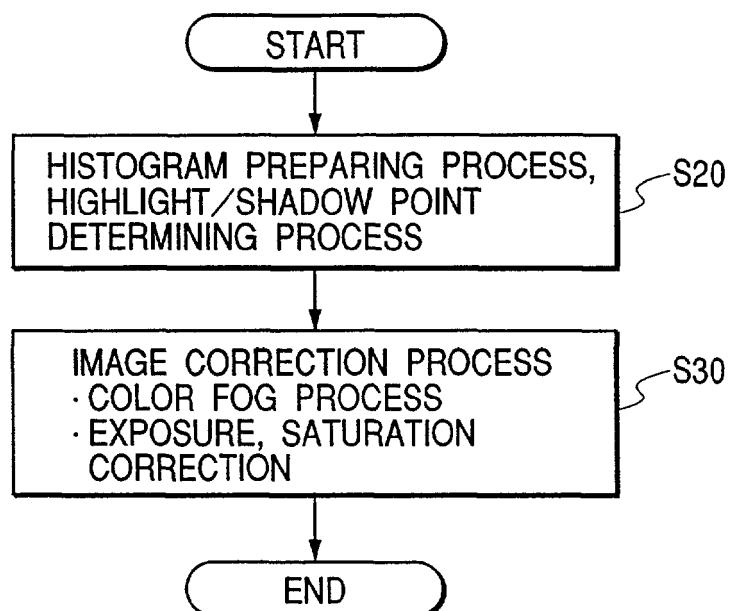 START
HISTOGRAM PREPARING PROCESS,
HIGHLIGHT/SHADOW POINT
DETERMINING PROCESS
S20
IMAGE CORRECTION PROCESS
· COLOR FOG PROCESS
· EXPOSURE, SATURATION
CORRECTION
S30
END